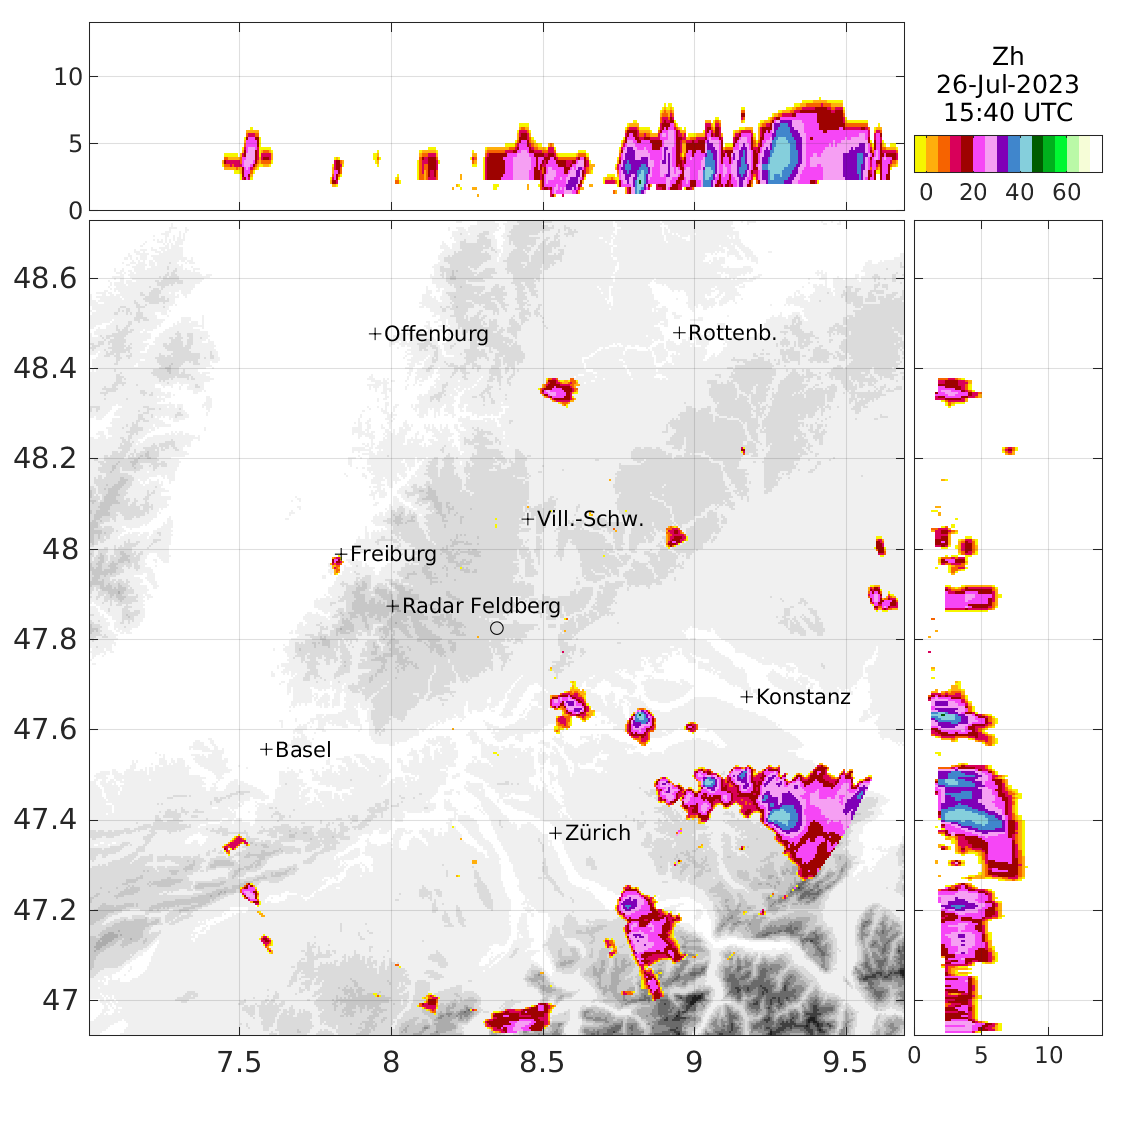 Zh
26-Jul-2023
15:40 UTC
0 20 40 60
10
5
0
48.6
48.4
48.2
48
47.8
47.6
47.4
47.2
47
+Offenburg
+Rottenb.
+Vill.-Schw.
+Freiburg
+Radar Feldberg
+Konstanz
+Basel
+Zürich
7.5 8 8.5 9 9.5
0 5 10